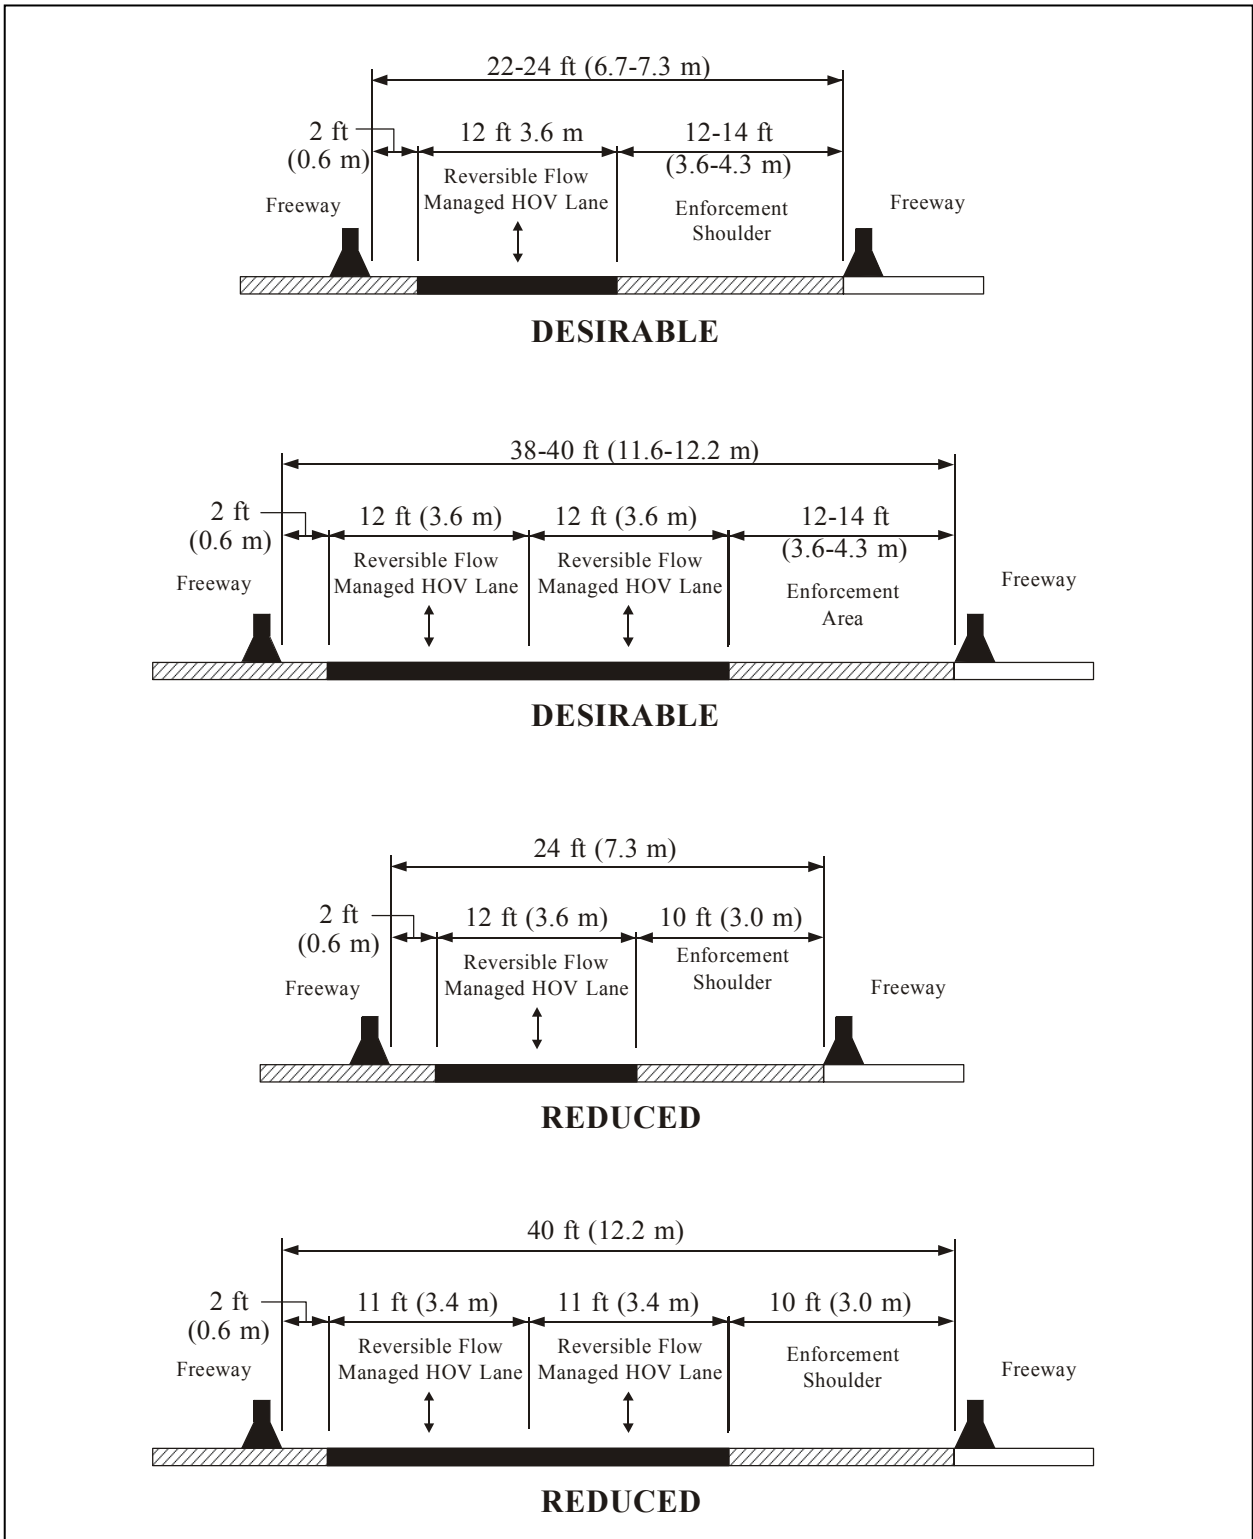 22-24 ft (6.7-7.3 m)
2 ft
(0.6 m)
12 ft 3.6 m
12-14 ft
(3.6-4.3 m)
Reversible Flow
Managed HOV Lane
Freeway
Enforcement
Shoulder
Freeway
DESIRABLE
38-40 ft (11.6-12.2 m)
2 ft
(0.6 m)
12 ft (3.6 m)
12 ft (3.6 m)
12-14 ft
(3.6-4.3 m)
Reversible Flow
Managed HOV Lane
Reversible Flow
Managed HOV Lane
Freeway
Enforcement
Area
Freeway
DESIRABLE
24 ft (7.3 m)
2 ft
(0.6 m)
12 ft (3.6 m)
10 ft (3.0 m)
Reversible Flow
Managed HOV Lane
Enforcement
Shoulder
Freeway
Freeway
REDUCED
40 ft (12.2 m)
2 ft
(0.6 m)
11 ft (3.4 m)
11 ft (3.4 m)
10 ft (3.0 m)
Reversible Flow
Managed HOV Lane
Reversible Flow
Managed HOV Lane
Enforcement
Shoulder
Freeway
Freeway
REDUCED